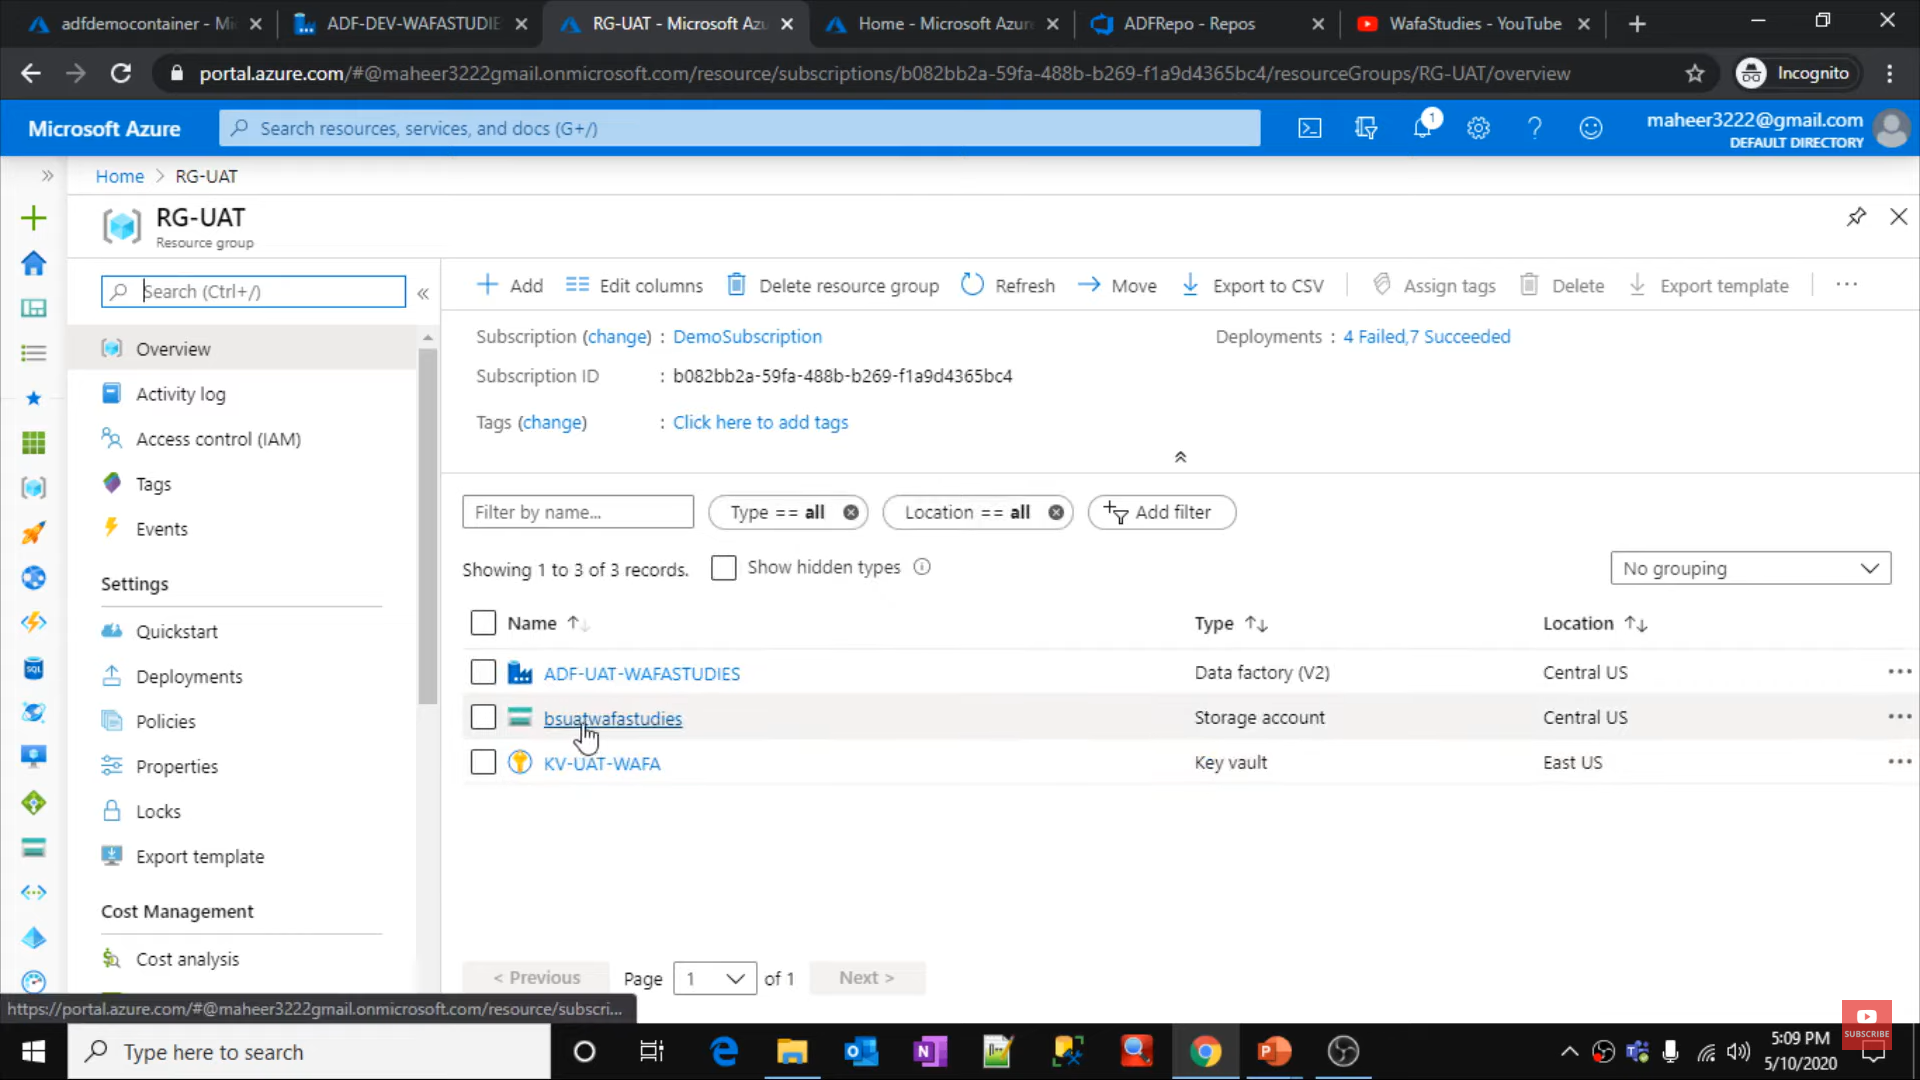 adfdemocontainer - Mi
ADF-DEV-WAFASTUDIE
RG-UAT - Microsoft Azu
Home - Microsoft Azure
ADFRepo - Repos
WafaStudies - YouTube
portal.azure.com/#@maheer3222gmail.onmicrosoft.com/resource/subscriptions/b082bb2a-59fa-488b-b269-f1a9d4365bc4/resourceGroups/RG-UAT/overview
Incognito
Microsoft Azure
Search resources, services, and docs (G+/)
1
maheer3222@gmail.com
DEFAULT DIRECTORY
Home > RG-UAT
RG-UAT
Resource group
Search (Ctrl+/)
Add
Edit columns
Delete resource group
Refresh
Move
Export to CSV
Assign tags
Delete
Export template
Overview
Activity log
Access control (IAM)
Tags
Events
Settings
Quickstart
Deployments
Policies
Properties
Locks
Export template
Cost Management
Cost analysis
Subscription (change) : DemoSubscription
Deployments : 4 Failed,7 Succeeded
Subscription ID : b082bb2a-59fa-488b-b269-f1a9d4365bc4
Tags (change) : Click here to add tags
Filter by name...
Type == all
Location == all
Add filter
Showing 1 to 3 of 3 records.
Show hidden types
No grouping
Name Type Location
ADF-UAT-WAFASTUDIES Data factory (V2) Central US
bsuatwafastudies Storage account Central US
KV-UAT-WAFA Key vault East US
< Previous Page 1 of 1 Next >
https://portal.azure.com/#@maheer3222gmail.onmicrosoft.com/resource/subscri...
SQL
SUBSCRIBE
Type here to search
5:09 PM
5/10/2020